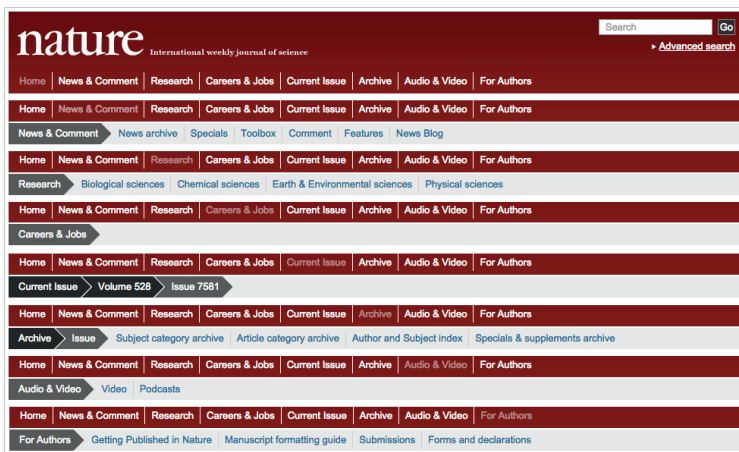 Search Go
nature International weekly journal of science
▸ Advanced search
Home News & Comment Research Careers & Jobs Current Issue Archive Audio & Video For Authors
Home News & Comment Research Careers & Jobs Current Issue Archive Audio & Video For Authors
News & Comment News archive Specials Toolbox Comment Features News Blog
Home News & Comment Research Careers & Jobs Current Issue Archive Audio & Video For Authors
Research Biological sciences Chemical sciences Earth & Environmental sciences Physical sciences
Home News & Comment Research Careers & Jobs Current Issue Archive Audio & Video For Authors
Careers & Jobs
Home News & Comment Research Careers & Jobs Current Issue Archive Audio & Video For Authors
Current Issue Volume 528 Issue 7581
Home News & Comment Research Careers & Jobs Current Issue Archive Audio & Video For Authors
Archive Issue Subject category archive Article category archive Author and Subject index Specials & supplements archive
Home News & Comment Research Careers & Jobs Current Issue Archive Audio & Video For Authors
Audio & Video Video Podcasts
Home News & Comment Research Careers & Jobs Current Issue Archive Audio & Video For Authors
For Authors Getting Published in Nature Manuscript formatting guide Submissions Forms and declarations